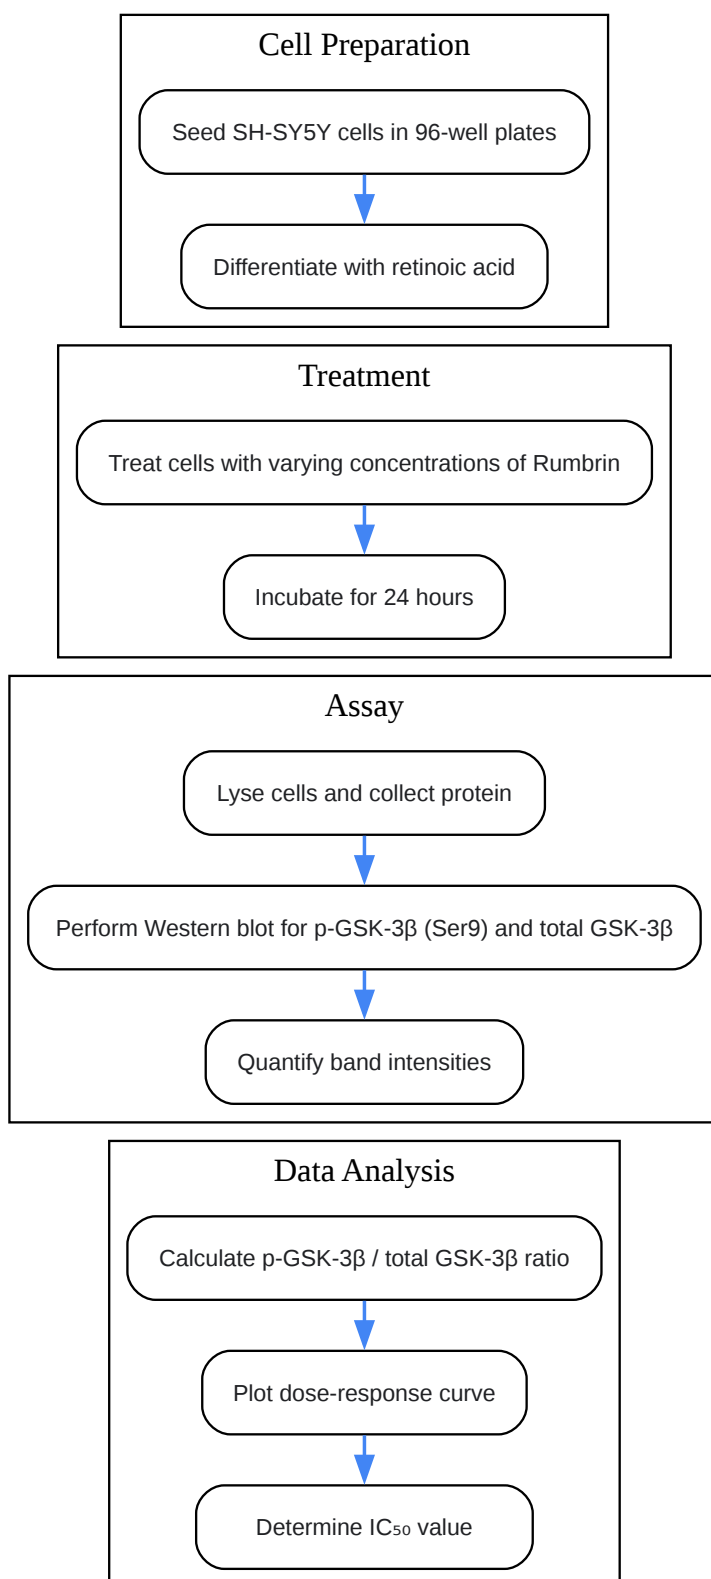 Cell Preparation
Seed SH-SY5Y cells in 96-well plates
Differentiate with retinoic acid
Treatment
Treat cells with varying concentrations of Rumbrin
Incubate for 24 hours
Assay
Lyse cells and collect protein
Perform Western blot for p-GSK-3β (Ser9) and total GSK-3β
Quantify band intensities
Data Analysis
Calculate p-GSK-3β / total GSK-3β ratio
Plot dose-response curve
Determine IC₅₀ value